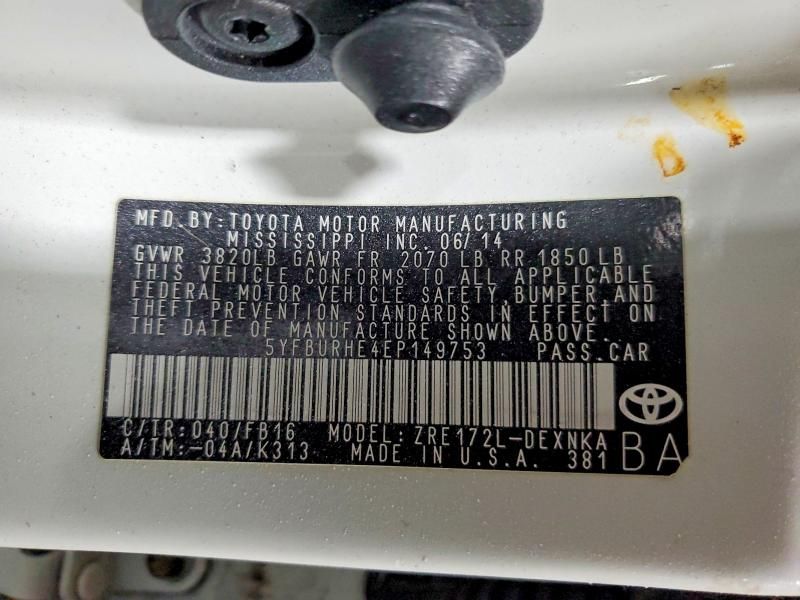 MFD. BY: TOYOTA MOTOR MANUFACTURING
MISSISSIPPI INC. 06/14
GVWR 3820LB GAWR FR 2070 LB RR 1850 LB
THIS VEHICLE CONFORMS TO ALL APPLICABLE
FEDERAL MOTOR VEHICLE SAFETY, BUMPER, AND
THEFT PREVENTION STANDARDS IN EFFECT ON
THE DATE OF MANUFACTURE SHOWN ABOVE.
5YFBURHE4EP149753 PASS. CAR
C/TR: 040/FB16 MODEL: ZRE172L-DEXNKA
A/TM: -04A/K313 MADE IN U.S.A. 381 BA